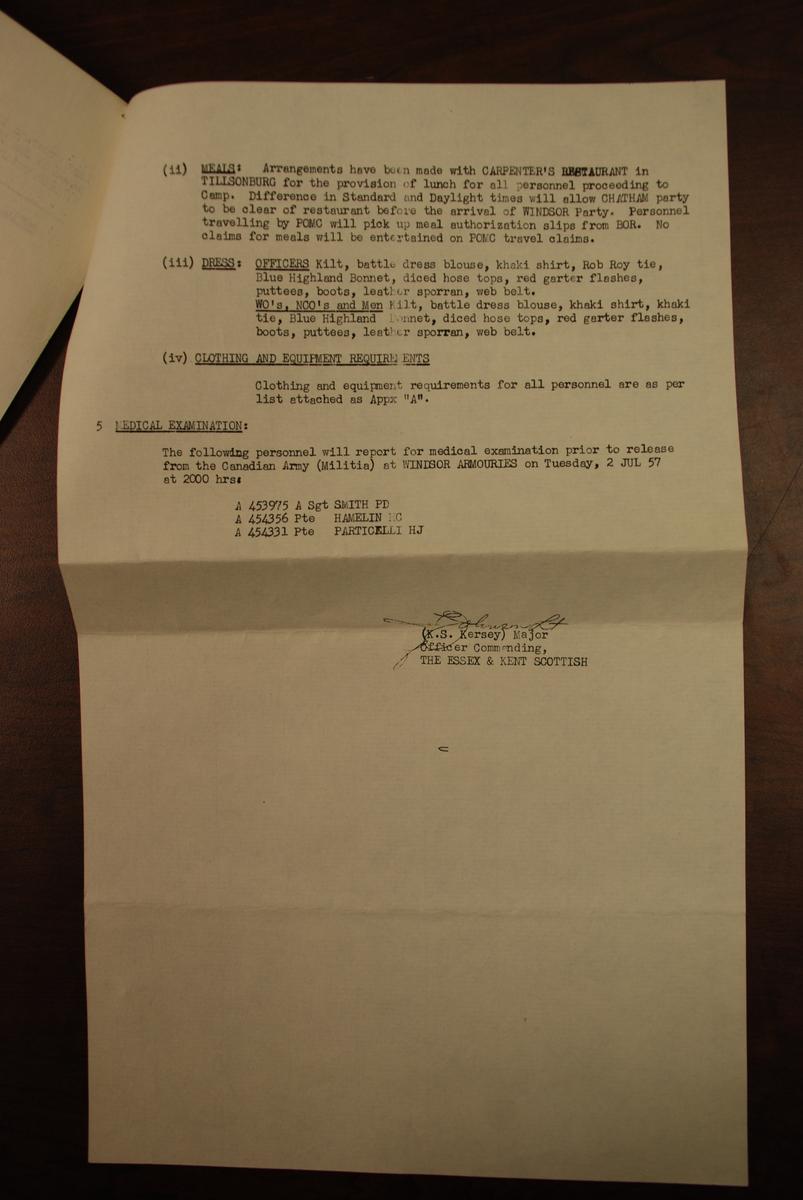 (ii) MEALS: Arrangements have been made with CARPENTER'S RESTAURANT in
TILLSONBURG for the provision of lunch for all personnel proceeding to
Camp. Difference in Standard and Daylight times will allow CHATHAM party
to be clear of restaurant before the arrival of WINDSOR Party. Personnel
travelling by POMC will pick up meal authorization slips from BOR. No
claims for meals will be entertained on POMC travel claims.
(iii) DRESS: OFFICERS Kilt, battle dress blouse, khaki shirt, Rob Roy tie,
Blue Highland Bonnet, diced hose tops, red garter flashes,
puttees, boots, leather sporran, web belt.
WO's, NCO's and Men Kilt, battle dress blouse, khaki shirt, khaki
tie, Blue Highland Bonnet, diced hose tops, red garter flashes,
boots, puttees, leather sporran, web belt.
(iv) CLOTHING AND EQUIPMENT REQUIREMENTS
Clothing and equipment requirements for all personnel are as per
list attached as Appx "A".
5 MEDICAL EXAMINATION:
The following personnel will report for medical examination prior to release
from the Canadian Army (Militia) at WINDSOR ARMOURIES on Tuesday, 2 JUL 57
at 2000 hrs:
A 453975 A Sgt SMITH PD
A 454356 Pte HAMELIN
A 454331 Pte PARTICELLI HJ
Lt
(K.S. Kersey) Major
Officer Commanding,
THE ESSEX & KENT SCOTTISH